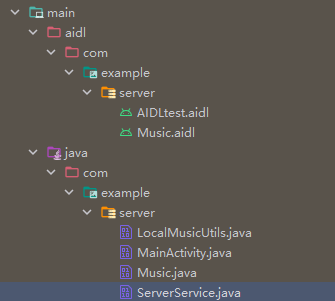 main
aidl
com
example
server
AIDLtest.aidl
Music.aidl
java
com
example
server
LocalMusicUtils.java
MainActivity.java
Music.java
ServerService.java